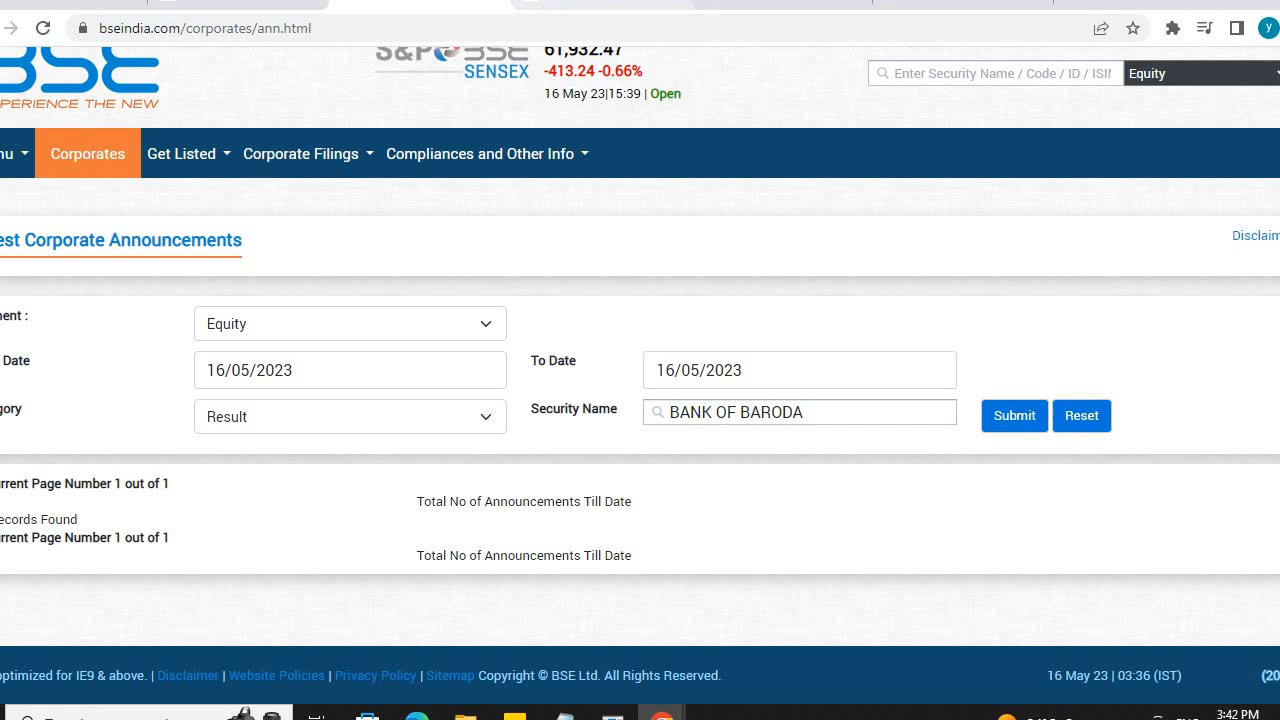 bseindia.com/corporates/ann.html
y
BSE
PERIENCE THE NEW
S&P BSE
SENSEX
61,932.47
-413.24 -0.66%
16 May 23|15:39 | Open
Enter Security Name / Code / ID / ISIN
Equity
nu
Corporates
Get Listed
Corporate Filings
Compliances and Other Info
est Corporate Announcements
Disclaim
ment :
Equity
Date
16/05/2023
To Date
16/05/2023
gory
Result
Security Name
BANK OF BARODA
Submit
Reset
rrent Page Number 1 out of 1
Total No of Announcements Till Date
ecords Found
rrent Page Number 1 out of 1
Total No of Announcements Till Date
optimized for IE9 & above. | Disclaimer | Website Policies | Privacy Policy | Sitemap Copyright © BSE Ltd. All Rights Reserved.
16 May 23 | 03:36 (IST)
(20
3:42 PM